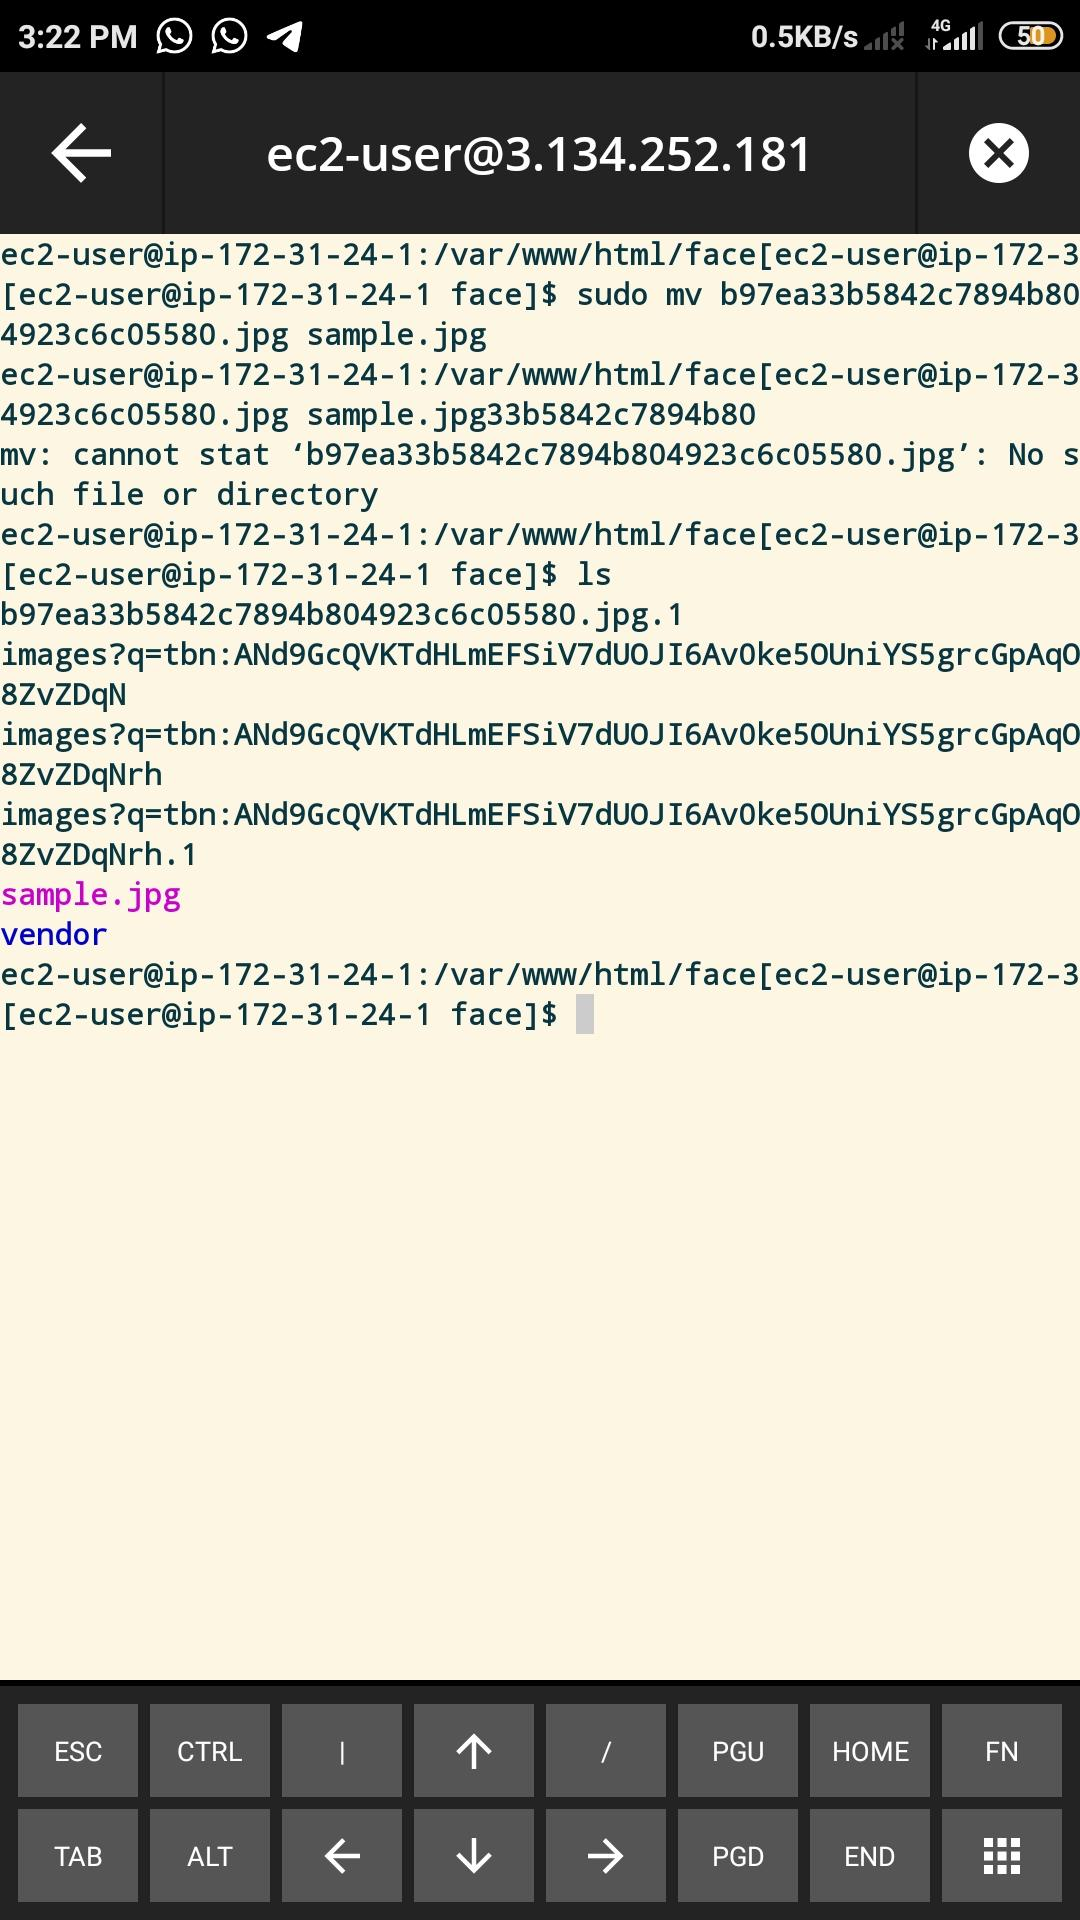 3:22 PM 0.5KB/s 4G 50
ec2-user@3.134.252.181
ec2-user@ip-172-31-24-1:/var/www/html/face[ec2-user@ip-172-3
[ec2-user@ip-172-31-24-1 face]$ sudo mv b97ea33b5842c7894b80
4923c6c05580.jpg sample.jpg
ec2-user@ip-172-31-24-1:/var/www/html/face[ec2-user@ip-172-3
4923c6c05580.jpg sample.jpg33b5842c7894b80
mv: cannot stat ‘b97ea33b5842c7894b804923c6c05580.jpg’: No s
uch file or directory
ec2-user@ip-172-31-24-1:/var/www/html/face[ec2-user@ip-172-3
[ec2-user@ip-172-31-24-1 face]$ ls
b97ea33b5842c7894b804923c6c05580.jpg.1
images?q=tbn:ANd9GcQVKTdHLmEFSiV7dUOJI6Av0ke5OUniYS5grcGpAqO
8ZvZDqN
images?q=tbn:ANd9GcQVKTdHLmEFSiV7dUOJI6Av0ke5OUniYS5grcGpAqO
8ZvZDqNrh
images?q=tbn:ANd9GcQVKTdHLmEFSiV7dUOJI6Av0ke5OUniYS5grcGpAqO
8ZvZDqNrh.1
sample.jpg
vendor
ec2-user@ip-172-31-24-1:/var/www/html/face[ec2-user@ip-172-3
[ec2-user@ip-172-31-24-1 face]$
ESC CTRL | ↑ / PGU HOME FN
TAB ALT ← ↓ → PGD END